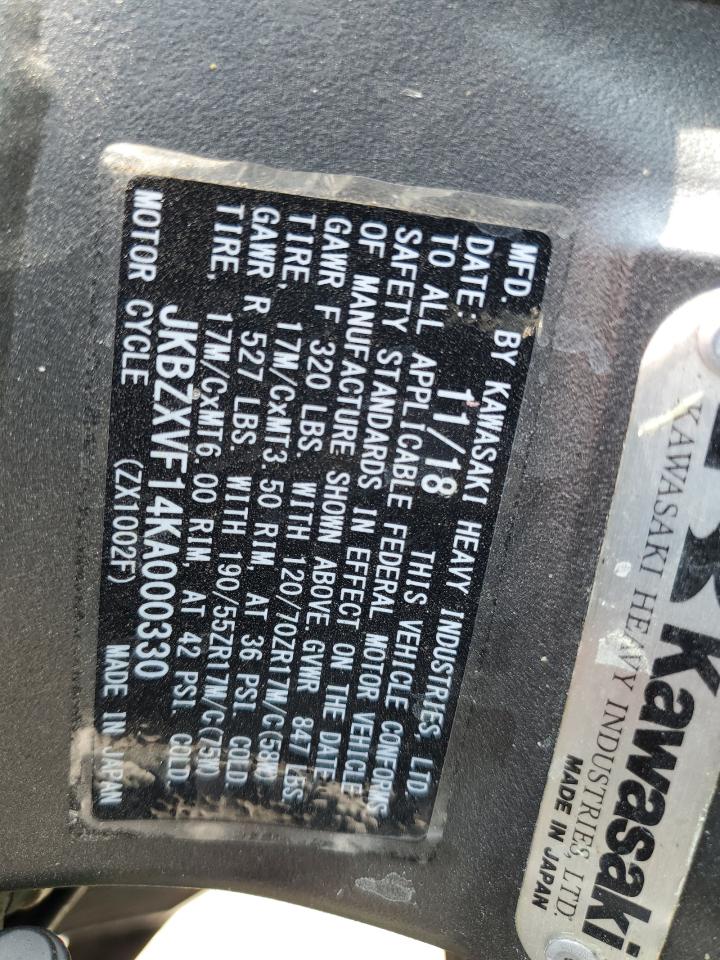 MFD. BY KAWASAKI HEAVY INDUSTRIES, LTD.
DATE: 11/18 THIS VEHICLE CONFORMS
TO ALL APPLICABLE FEDERAL MOTOR VEHICLE
SAFETY STANDARDS IN EFFECT ON THE DATE
OF MANUFACTURE SHOWN ABOVE GVWR 847 LBS.
GAWR F 320 LBS. WITH 120/70ZR17M/C(58W)
TIRE, 17M/CxMT3.50 RIM, AT 36 PSI. COLD.
GAWR R 527 LBS. WITH 190/55ZR17M/C(75W)
TIRE, 17M/CxMT6.00 RIM, AT 42 PSI. COLD.
JKBZXVF14KA000330
MOTOR CYCLE (ZX1002F) MADE IN JAPAN
Kawasaki
KAWASAKI HEAVY INDUSTRIES, LTD.
MADE IN JAPAN